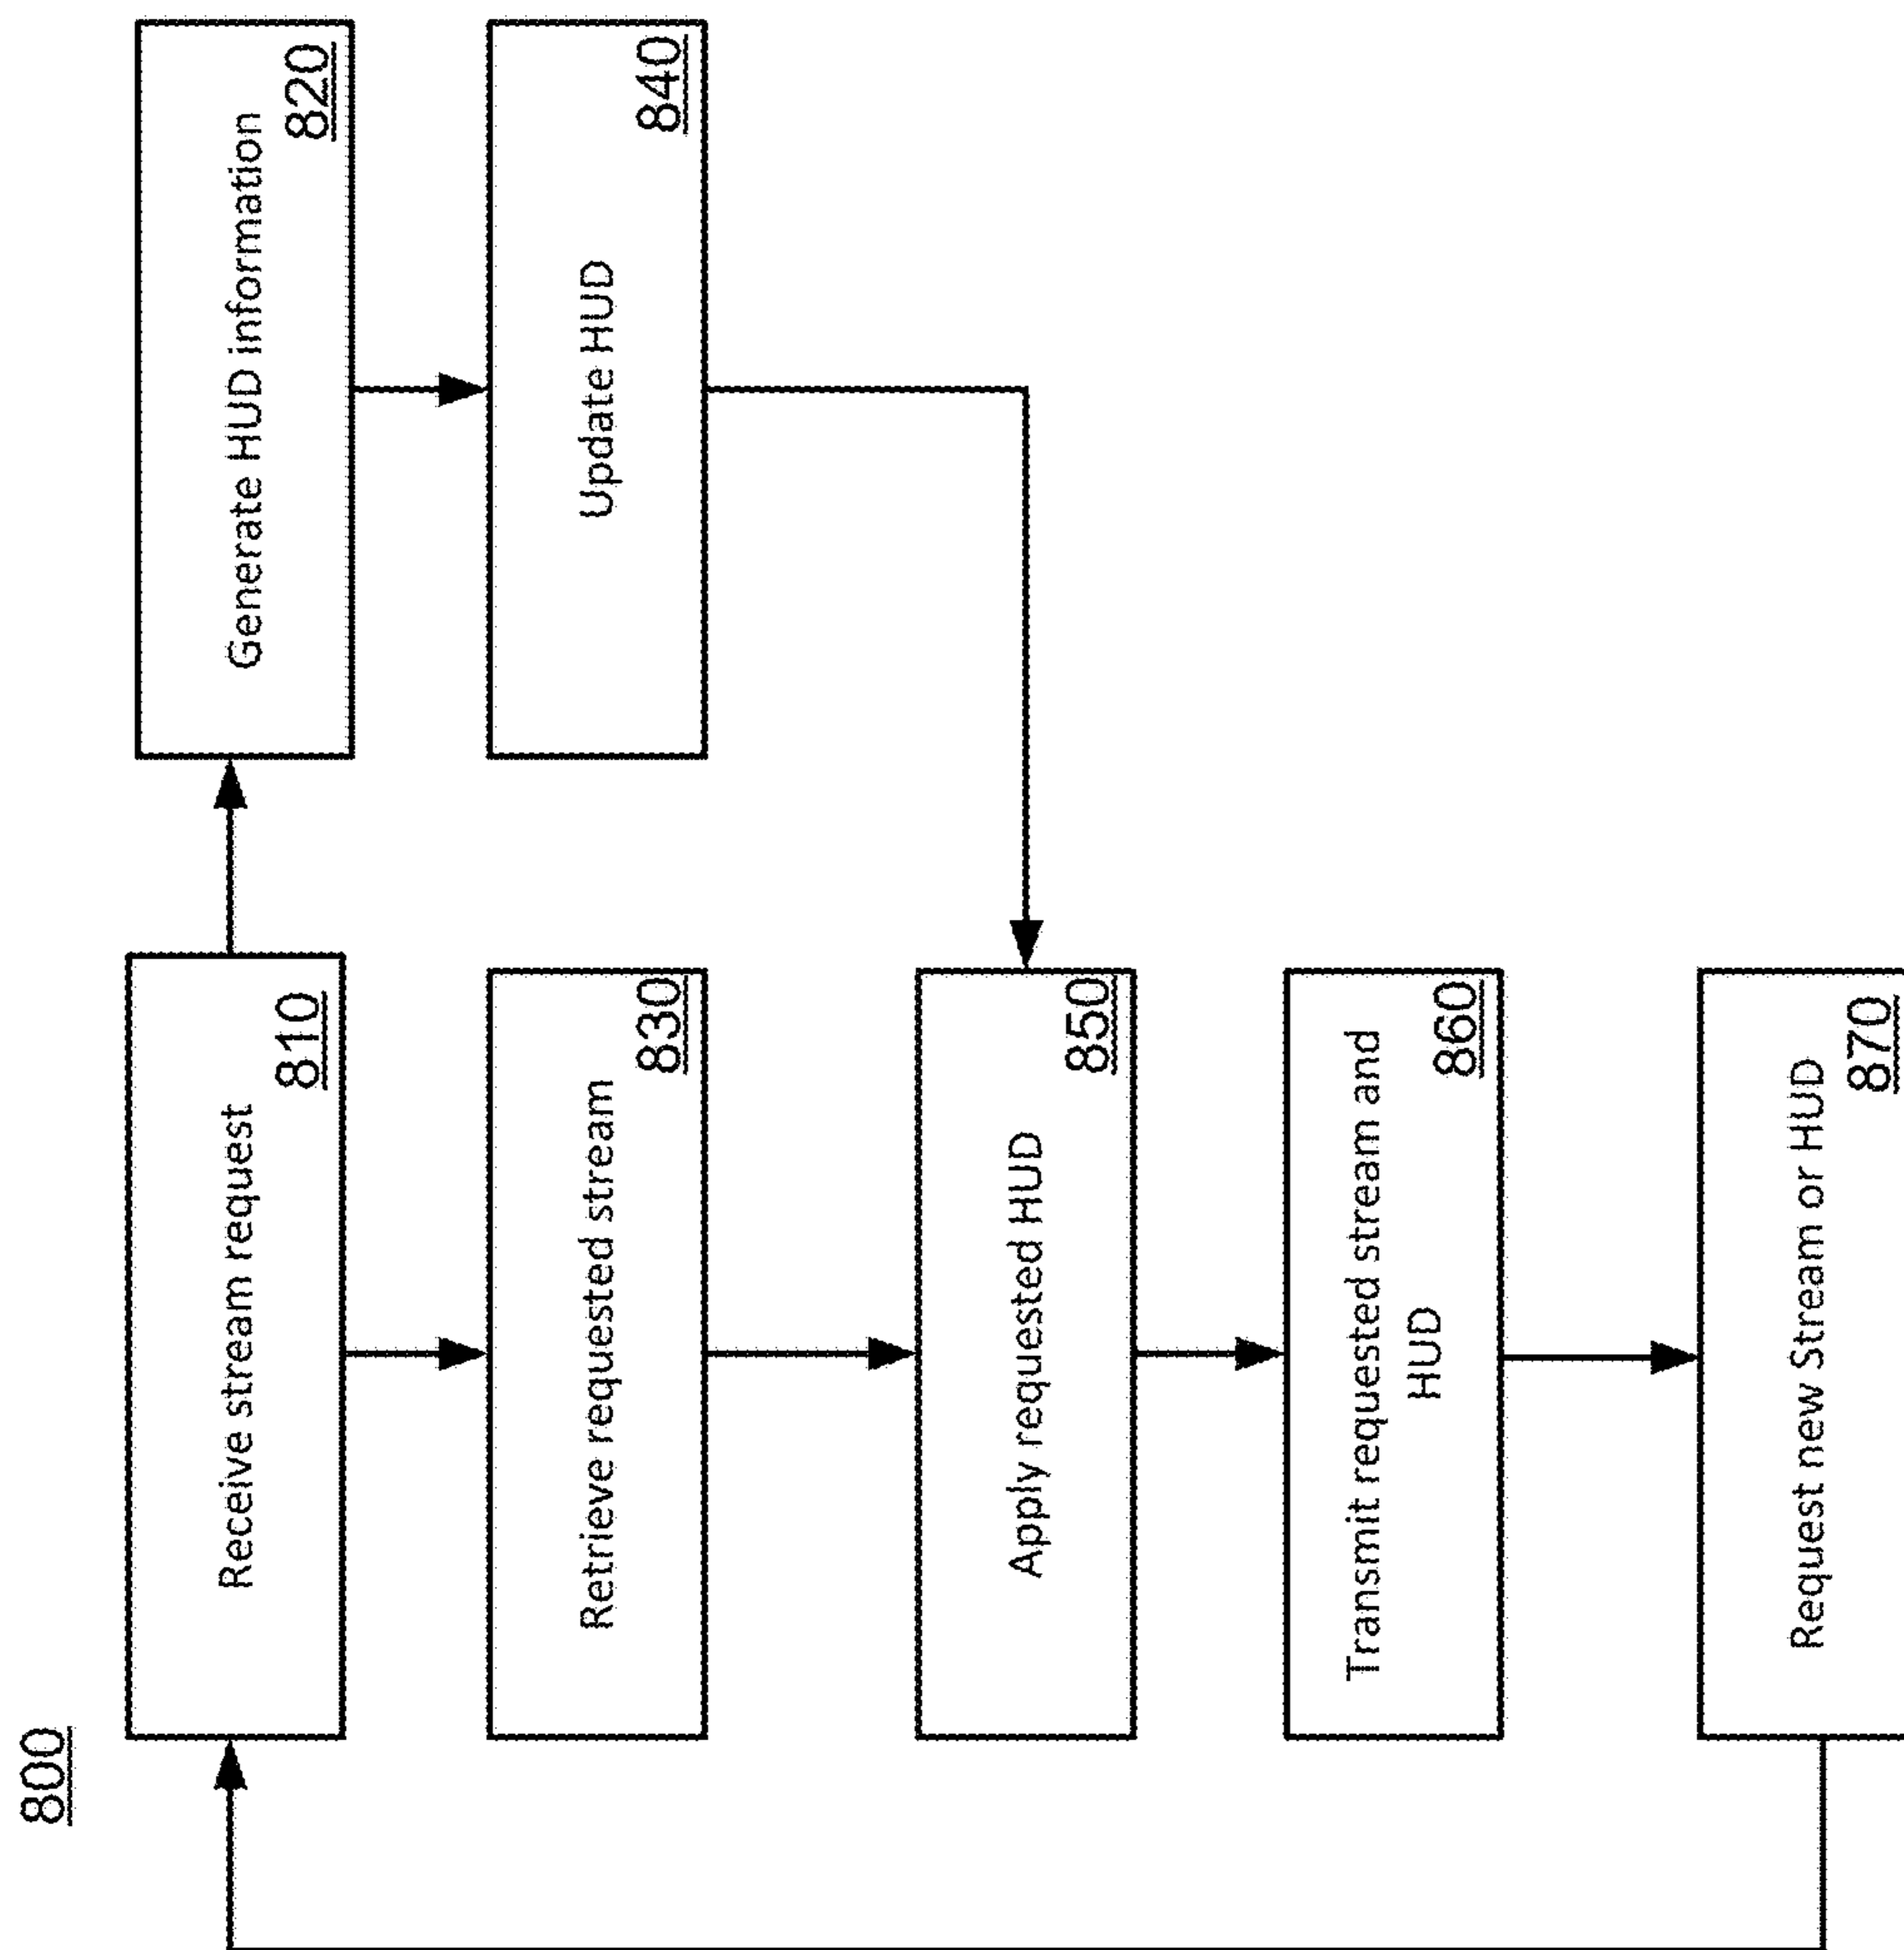 800
Receive stream request
810
Generate HUD information
820
Retrieve requested stream
830
Update HUD
840
Apply requested HUD
850
Transmit requested stream and
HUD
860
Request new Stream or HUD
870